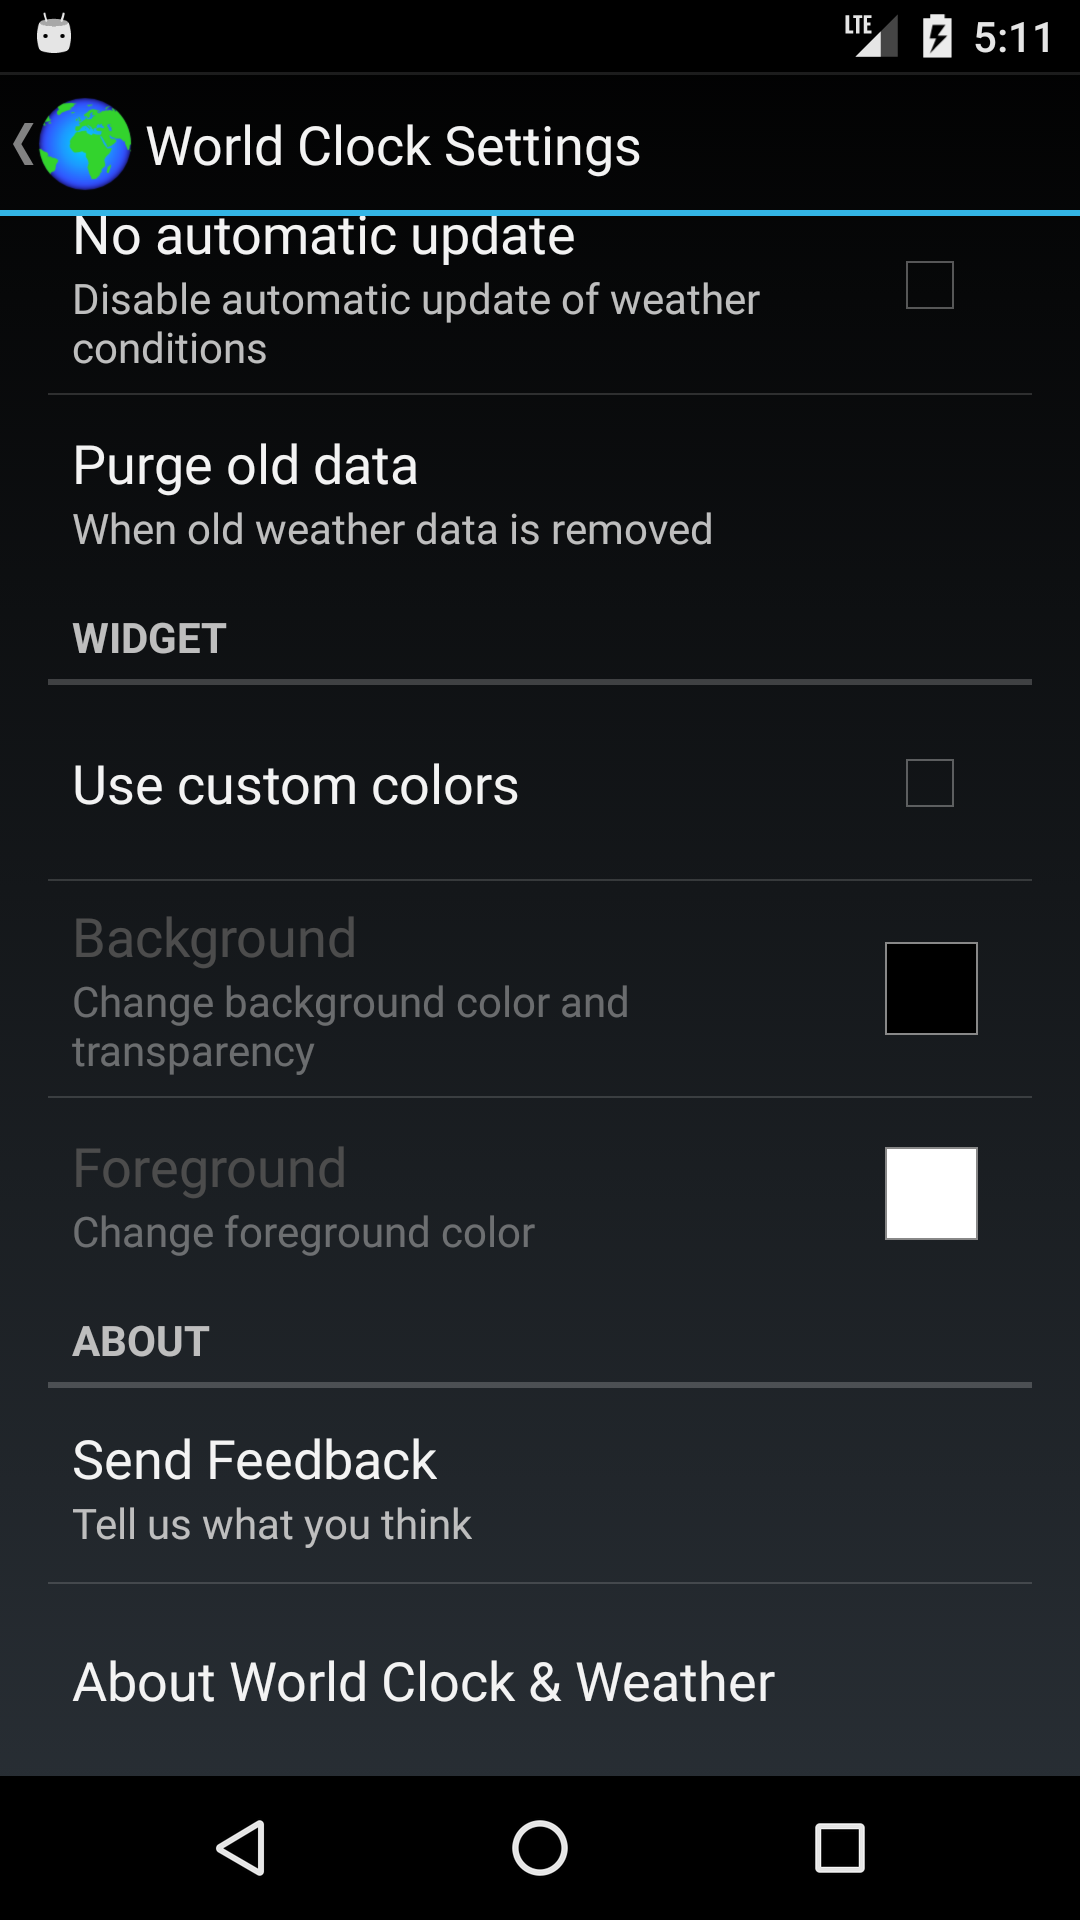 LTE 5:11
World Clock Settings
No automatic update
Disable automatic update of weather
conditions
Purge old data
When old weather data is removed
WIDGET
Use custom colors
Background
Change background color and
transparency
Foreground
Change foreground color
ABOUT
Send Feedback
Tell us what you think
About World Clock & Weather